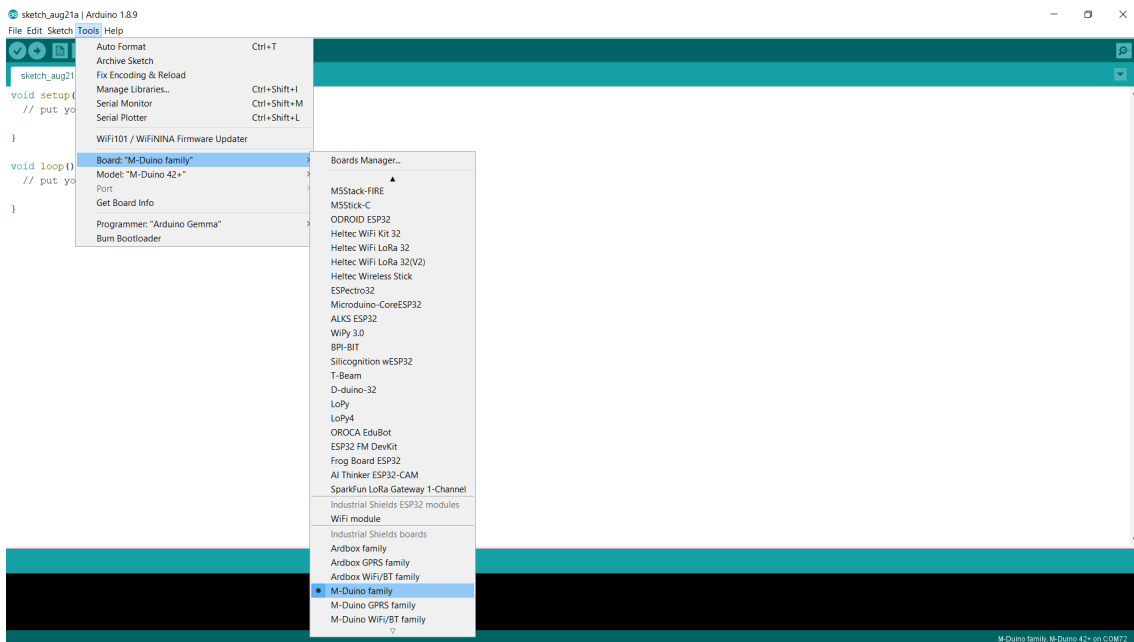 sketch_aug21a | Arduino 1.8.9
File Edit Sketch Tools Help
sketch_aug21
void setup(
// put yo
}
void loop()
// put yo
}
Auto Format Ctrl+T
Archive Sketch
Fix Encoding & Reload
Manage Libraries... Ctrl+Shift+I
Serial Monitor Ctrl+Shift+M
Serial Plotter Ctrl+Shift+L
WiFi101 / WiFiNINA Firmware Updater
Board: "M-Duino family"
Model: "M-Duino 42+"
Port
Get Board Info
Programmer: "Arduino Gemma"
Burn Bootloader
Boards Manager...
M5Stack-FIRE
M5Stick-C
ODROID ESP32
Heltec WiFi Kit 32
Heltec WiFi LoRa 32
Heltec WiFi LoRa 32(V2)
Heltec Wireless Stick
ESPectro32
Microduino-CoreESP32
ALKS ESP32
WiPy 3.0
BPI-BIT
Silicognition wESP32
T-Beam
D-duino-32
LoPy
LoPy4
OROCA EduBot
ESP32 FM DevKit
Frog Board ESP32
AI Thinker ESP32-CAM
SparkFun LoRa Gateway 1-Channel
Industrial Shields ESP32 modules
WiFi module
Industrial Shields boards
Ardbox family
Ardbox GPRS family
Ardbox WiFi/BT family
M-Duino family
M-Duino GPRS family
M-Duino WiFi/BT family
M-Duino family, M-Duino 42+ on COM72